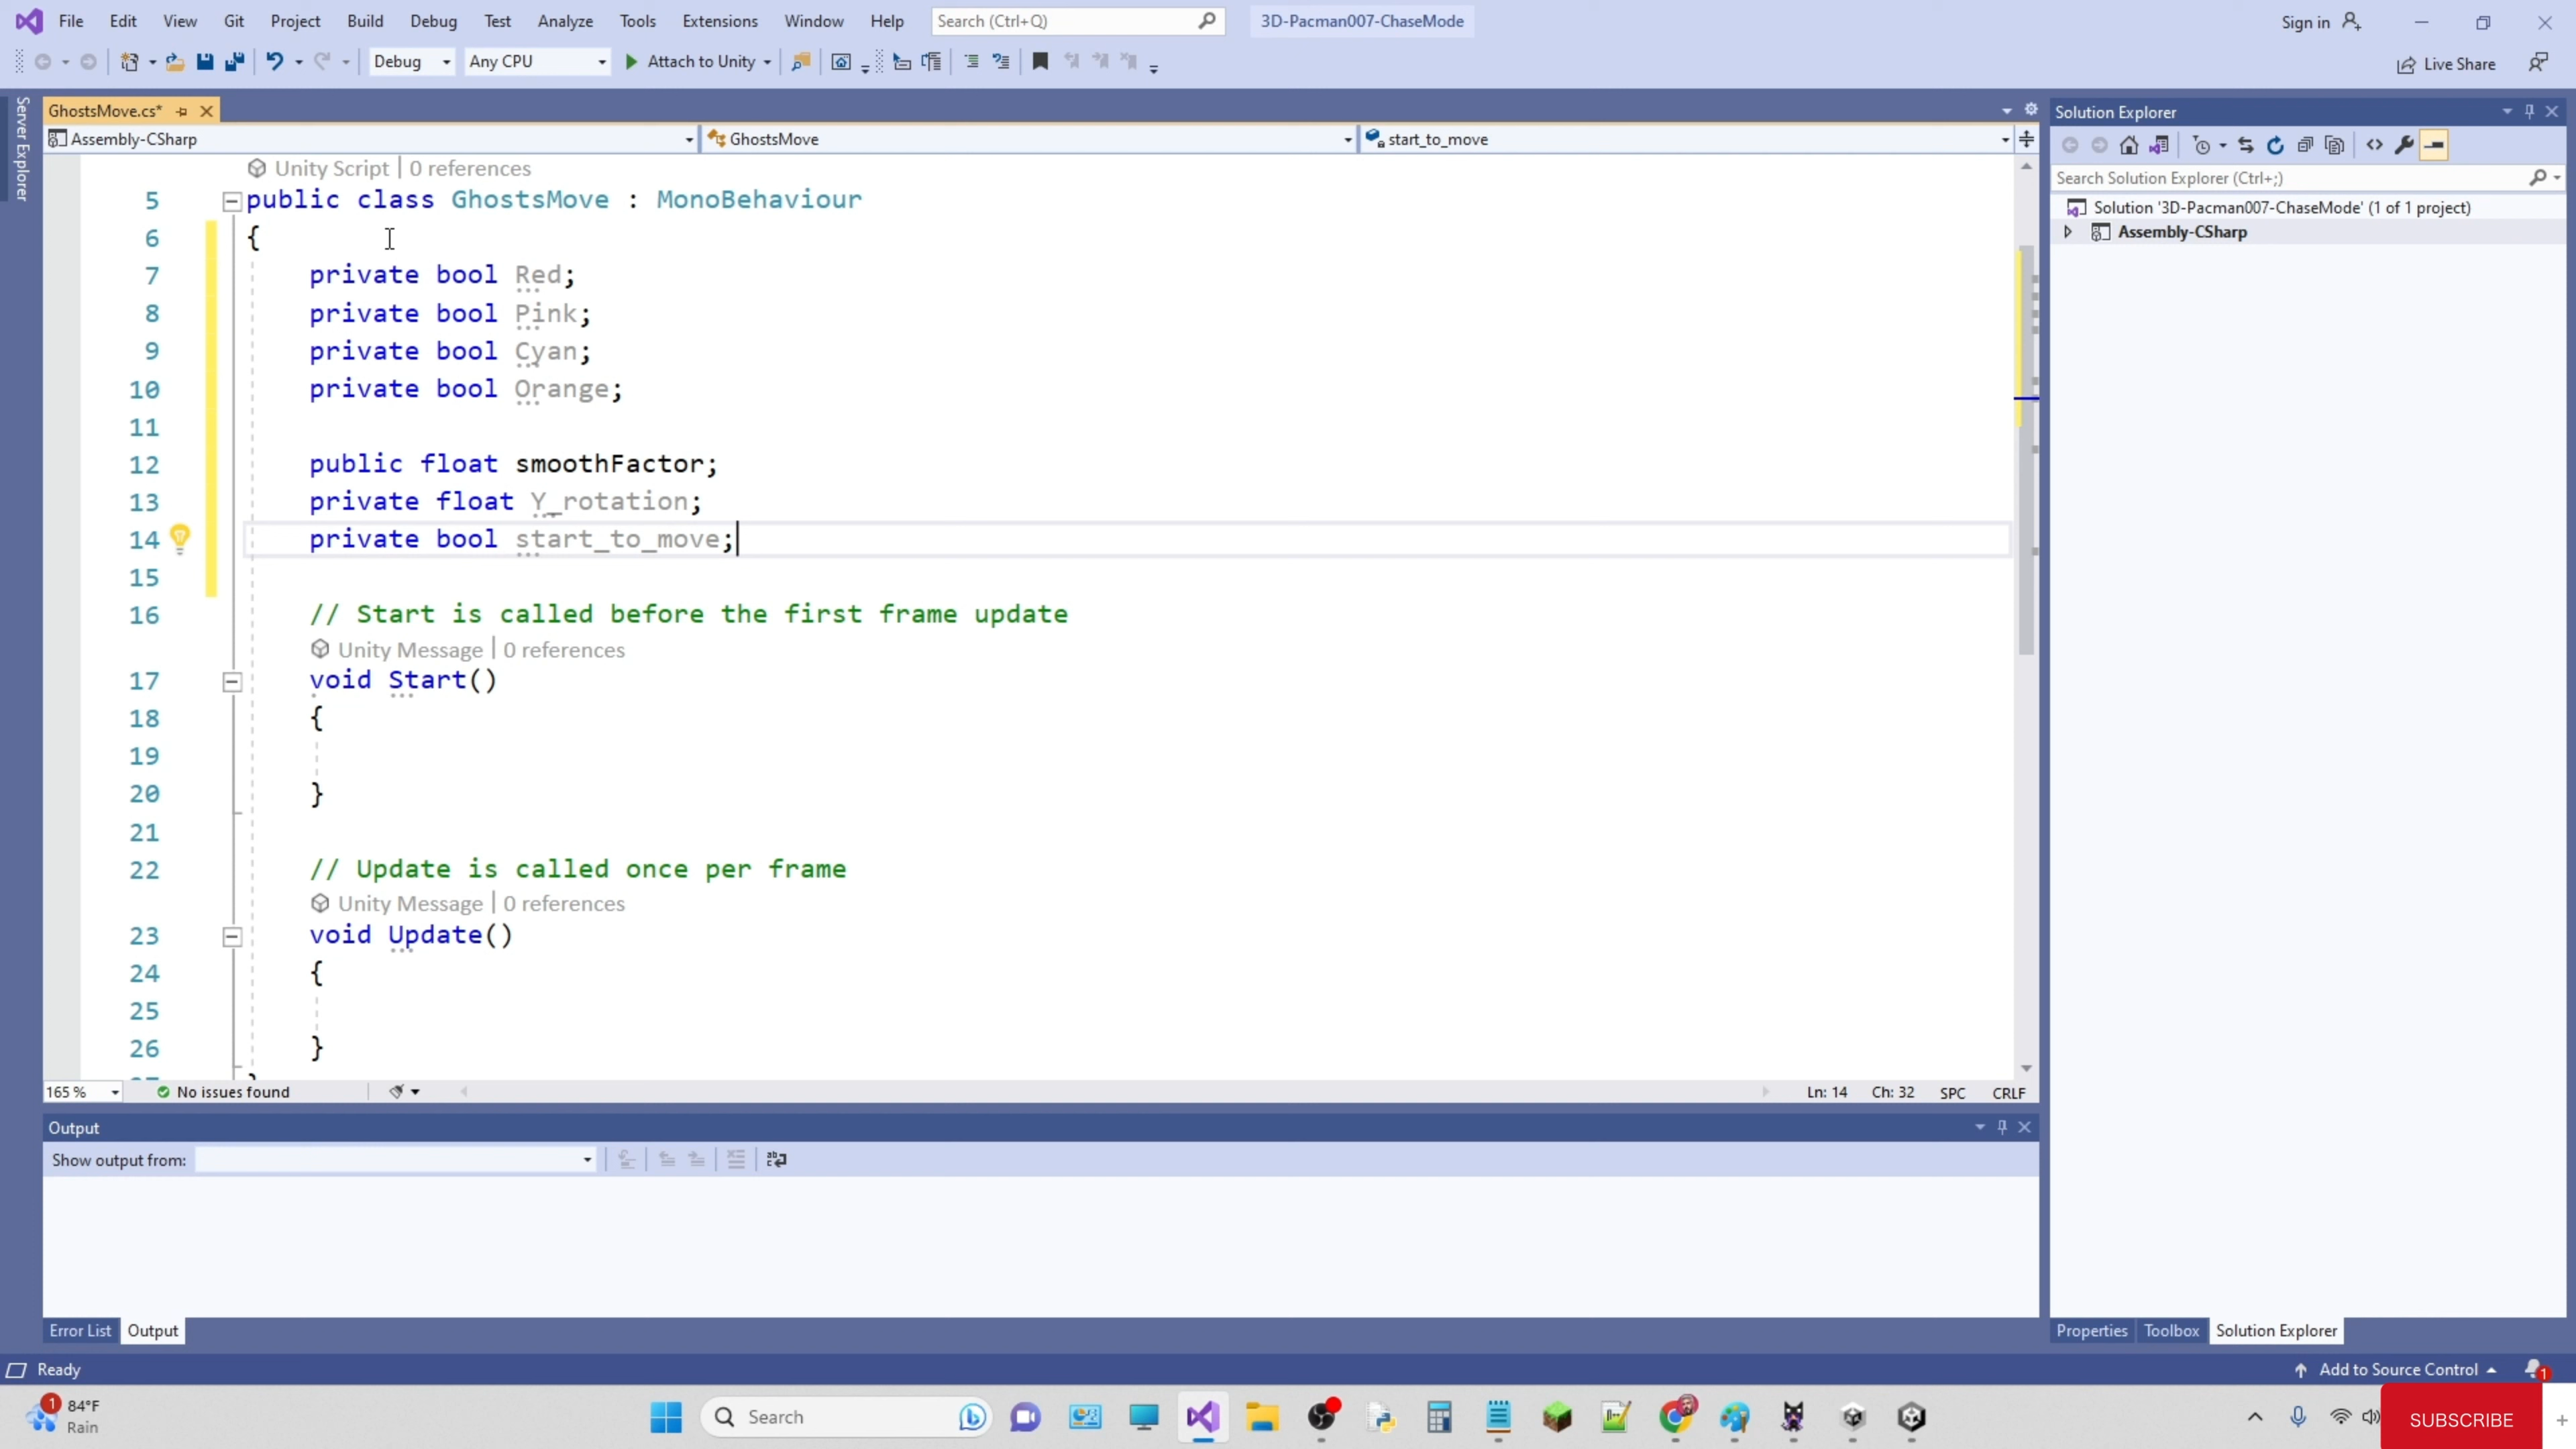 File Edit View Git Project Build Debug Test Analyze Tools Extensions Window Help Search (Ctrl+Q) 3D-Pacman007-ChaseMode Sign in
Debug Any CPU Attach to Unity Live Share
Server Explorer
GhostsMove.cs*
Assembly-CSharp GhostsMove start_to_move
Unity Script | 0 references
5 public class GhostsMove : MonoBehaviour
6 {
7 private bool Red;
8 private bool Pink;
9 private bool Cyan;
10 private bool Orange;
11
12 public float smoothFactor;
13 private float Y_rotation;
14 private bool start_to_move;
15
16 // Start is called before the first frame update
Unity Message | 0 references
17 void Start()
18 {
19
20 }
21
22 // Update is called once per frame
Unity Message | 0 references
23 void Update()
24 {
25
26 }
165 % No issues found Ln: 14 Ch: 32 SPC CRLF
Output
Show output from:
Error List Output
Solution Explorer
Search Solution Explorer (Ctrl+;)
Solution '3D-Pacman007-ChaseMode' (1 of 1 project)
Assembly-CSharp
Properties Toolbox Solution Explorer
Ready Add to Source Control 1
1 84°F
Rain
Search
SUBSCRIBE